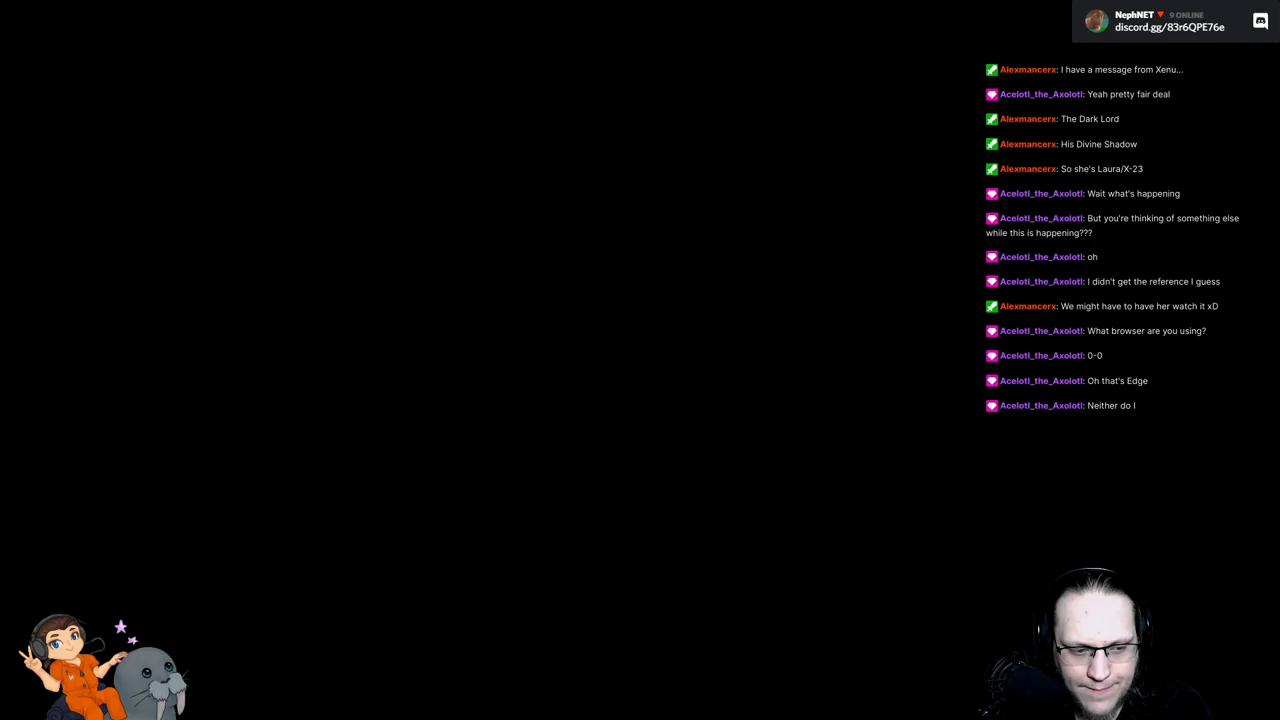 NephNET 9 ONLINE
discord.gg/83r6QPE76e
Alexmancerx: I have a message from Xenu...
Acelotl_the_Axolotl: Yeah pretty fair deal
Alexmancerx: The Dark Lord
Alexmancerx: His Divine Shadow
Alexmancerx: So she's Laura/X-23
Acelotl_the_Axolotl: Wait what's happening
Acelotl_the_Axolotl: But you're thinking of something else
while this is happening???
Acelotl_the_Axolotl: oh
Acelotl_the_Axolotl: I didn't get the reference I guess
Alexmancerx: We might have to have her watch it xD
Acelotl_the_Axolotl: What browser are you using?
Acelotl_the_Axolotl: 0-0
Acelotl_the_Axolotl: Oh that's Edge
Acelotl_the_Axolotl: Neither do I